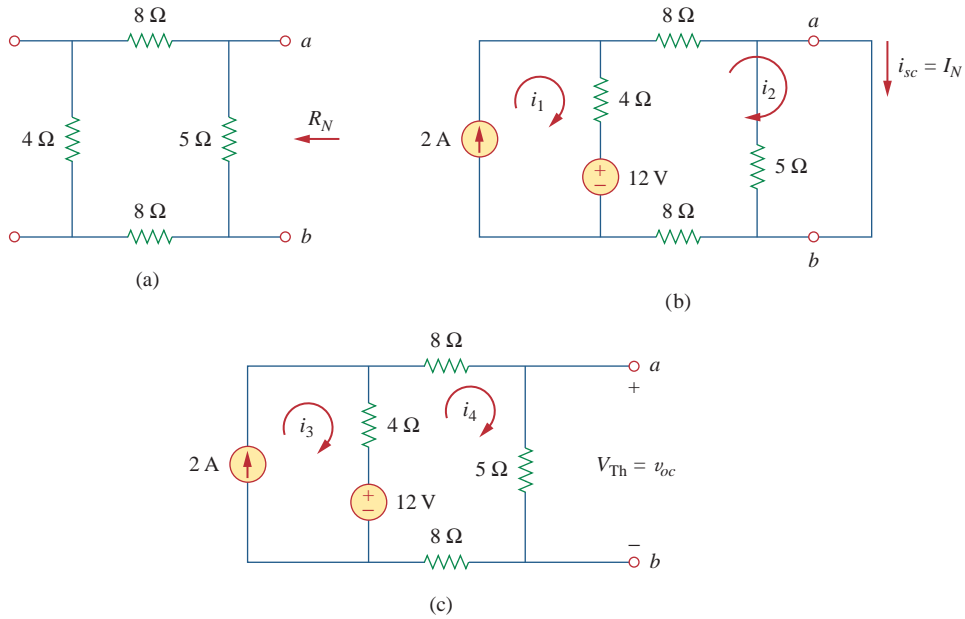 8 Ω
a
4 Ω
5 Ω
R_N
8 Ω
b
(a)
8 Ω
a
i_sc = I_N
i_1
4 Ω
i_2
2 A
5 Ω
+
−
12 V
8 Ω
b
(b)
8 Ω
a
+
i_3
4 Ω
i_4
2 A
5 Ω
V_Th = v_oc
+
−
12 V
8 Ω
−
b
(c)